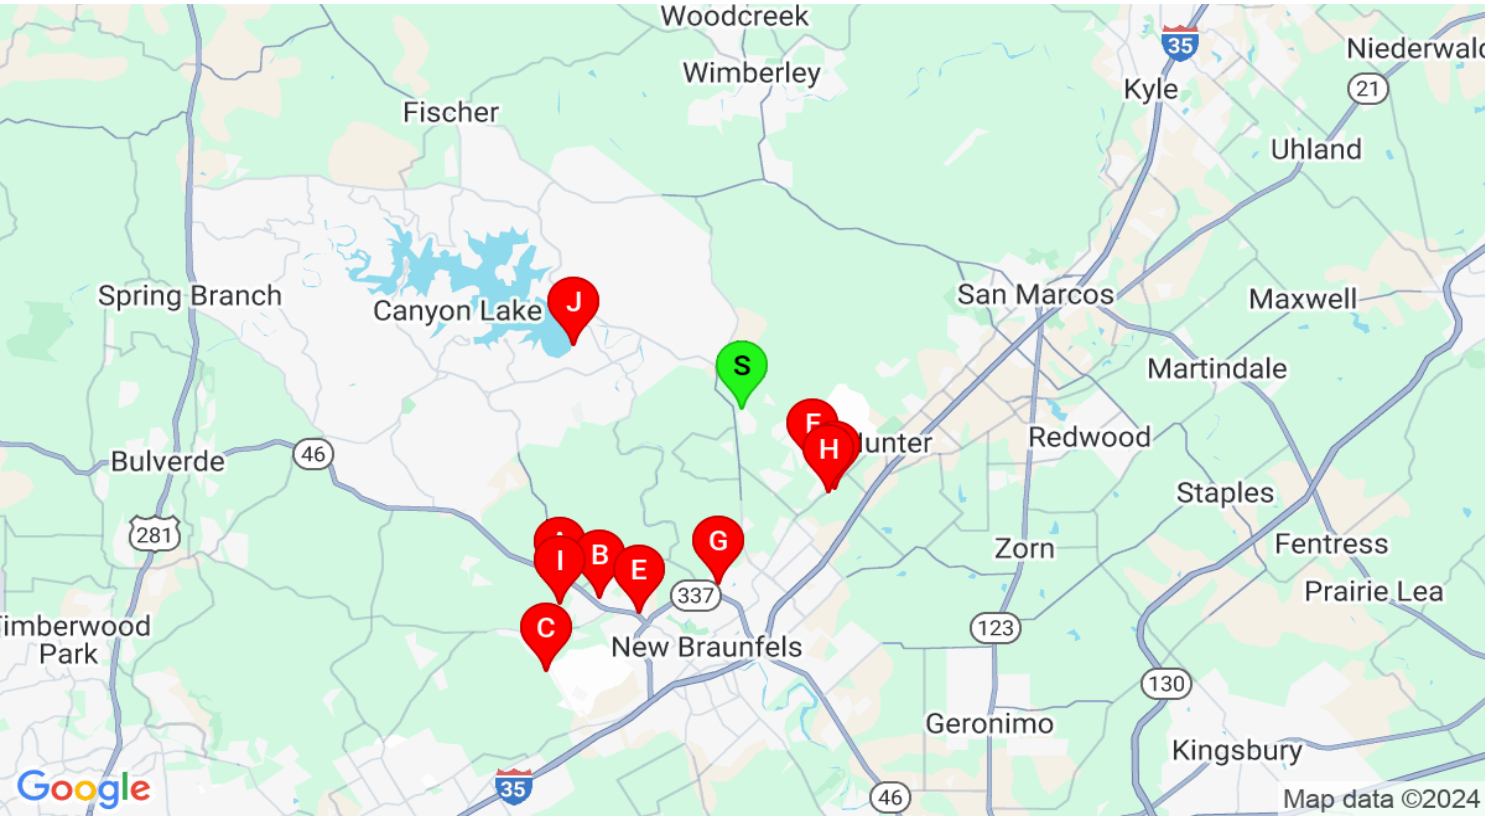 Woodcreek
Niederwald
35
Wimberley
Kyle
21
Fischer
Uhland
Spring Branch
J
San Marcos
Maxwell
Canyon Lake
S
Martindale
H
Hunter
Redwood
46
Bulverde
Staples
281
I
B
E
G
Zorn
Fentress
337
Prairie Lea
C
Timberwood
Park
New Braunfels
123
130
Geronimo
Kingsbury
Google
35
46
Map data ©2024